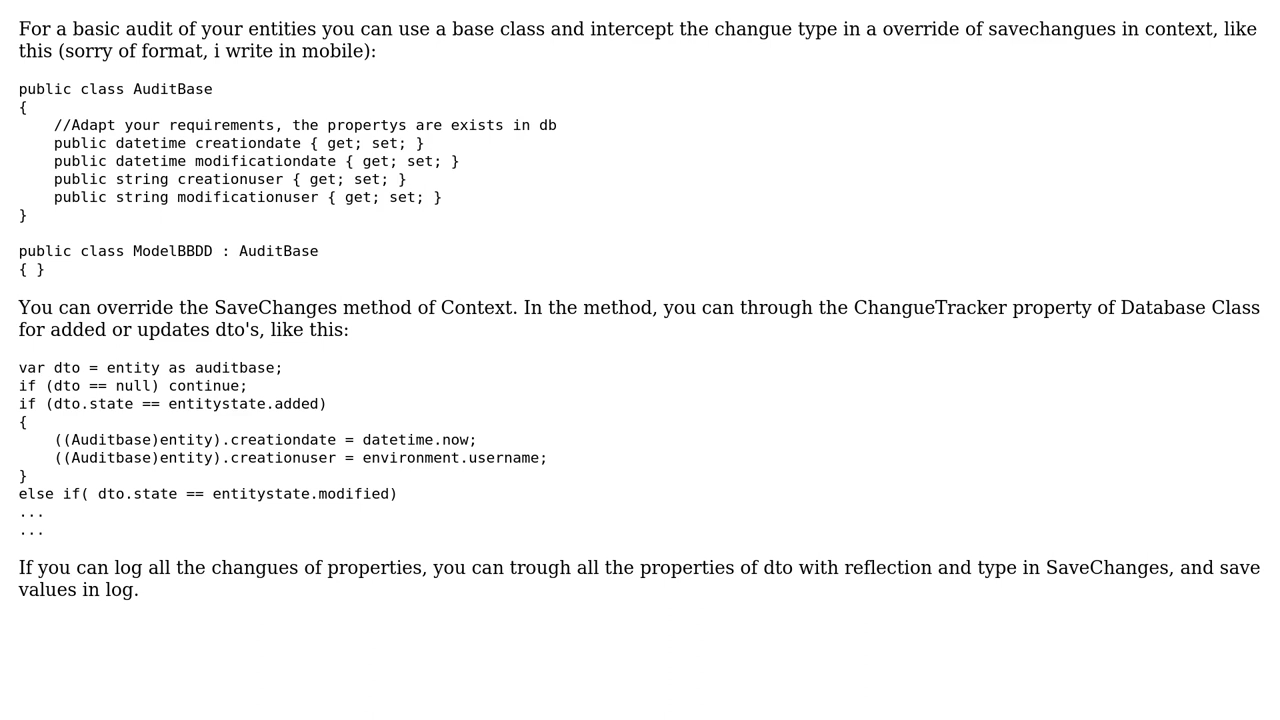 For a basic audit of your entities you can use a base class and intercept the changue type in a override of savechangues in context, like
this (sorry of format, i write in mobile):
public class AuditBase
{
    //Adapt your requirements, the propertys are exists in db
    public datetime creationdate { get; set; }
    public datetime modificationdate { get; set; }
    public string creationuser { get; set; }
    public string modificationuser { get; set; }
}
public class ModelBBDD : AuditBase
{ }
You can override the SaveChanges method of Context. In the method, you can through the ChangueTracker property of Database Class
for added or updates dto's, like this:
var dto = entity as auditbase;
if (dto == null) continue;
if (dto.state == entitystate.added)
{
    ((Auditbase)entity).creationdate = datetime.now;
    ((Auditbase)entity).creationuser = environment.username;
}
else if( dto.state == entitystate.modified)
...
...
If you can log all the changues of properties, you can trough all the properties of dto with reflection and type in SaveChanges, and save
values in log.